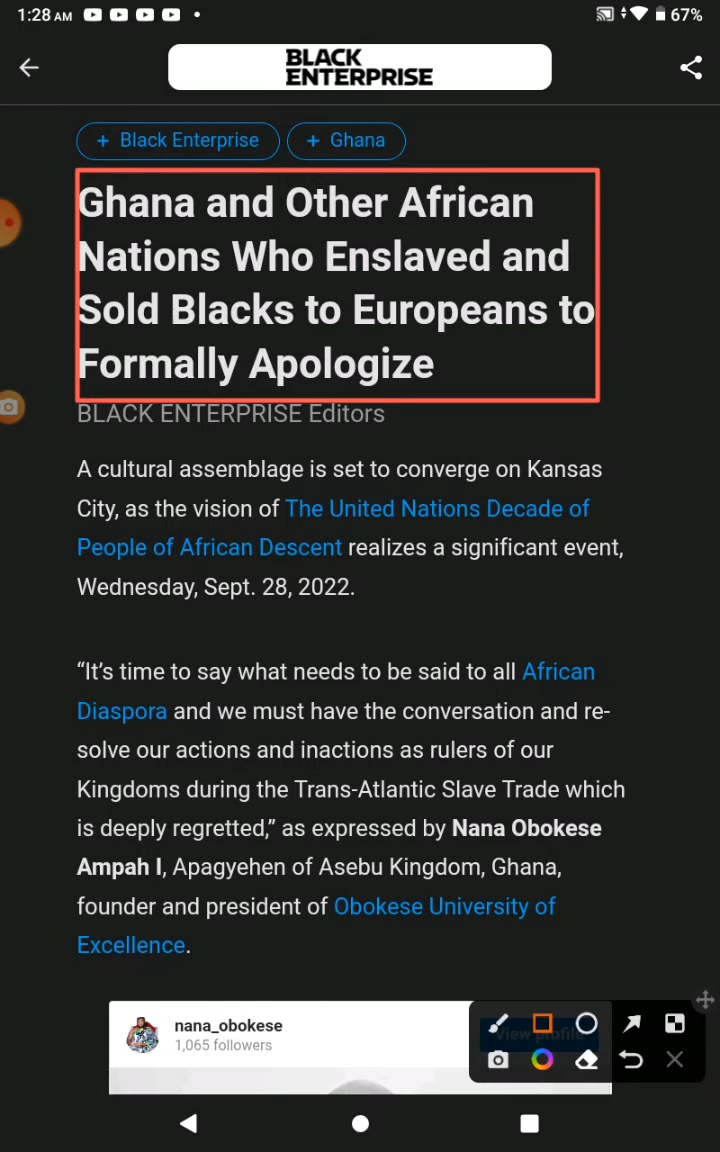 1:28 AM
67%
BLACK
ENTERPRISE
+ Black Enterprise + Ghana
Ghana and Other African
Nations Who Enslaved and
Sold Blacks to Europeans to
Formally Apologize
BLACK ENTERPRISE Editors
A cultural assemblage is set to converge on Kansas
City, as the vision of The United Nations Decade of
People of African Descent realizes a significant event,
Wednesday, Sept. 28, 2022.
“It’s time to say what needs to be said to all African
Diaspora and we must have the conversation and re-
solve our actions and inactions as rulers of our
Kingdoms during the Trans-Atlantic Slave Trade which
is deeply regretted,” as expressed by Nana Obokese
Ampah I, Apagyehen of Asebu Kingdom, Ghana,
founder and president of Obokese University of
Excellence.
nana_obokese
1,065 followers
View profile